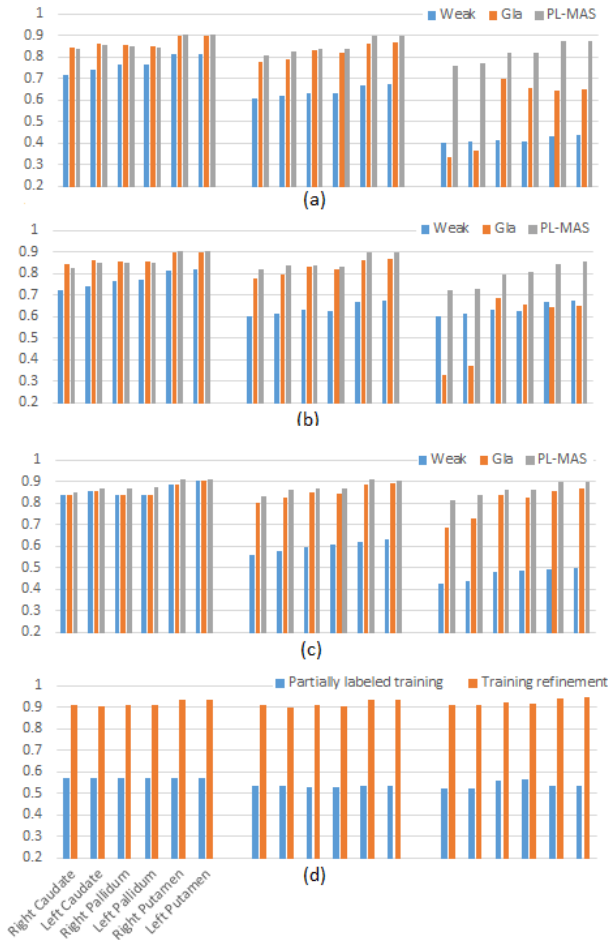 1
Weak Gla PL-MAS
0.9
0.8
0.7
0.6
0.5
0.4
0.3
0.2
(a)
1
Weak Gla PL-MAS
0.9
0.8
0.7
0.6
0.5
0.4
0.3
0.2
(b)
Weak Gla PL-MAS
1
0.9
0.8
0.7
0.6
0.5
0.4
0.3
0.2
(c)
Partially labeled training Training refinement
1
0.9
0.8
0.7
0.6
0.5
0.4
0.3
0.2
(d)
Right Caudate
Left Caudate
Right Pallidum
Left Pallidum
Right Putamen
Left Putamen